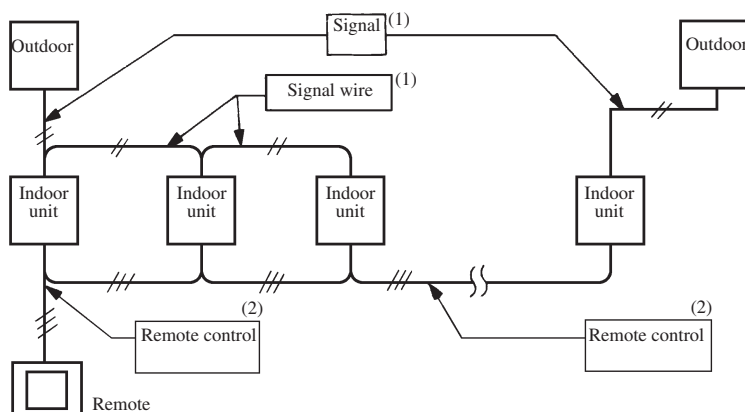 Signal (1)
Outdoor
Outdoor
Signal wire (1)
Indoor
unit
Indoor
unit
Indoor
unit
Indoor
unit
(2)
Remote control
(2)
Remote control
Remote